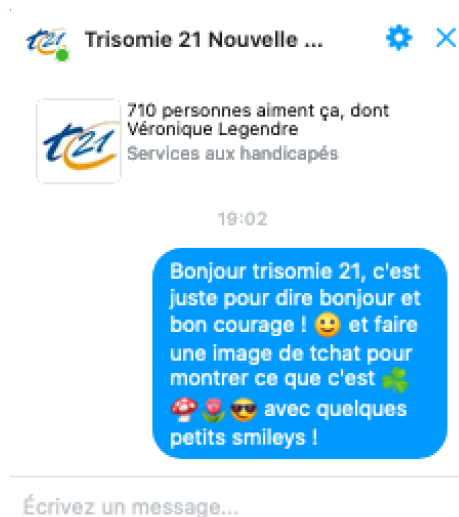 Trisomie 21 Nouvelle ...
t21
710 personnes aiment ça, dont
Véronique Legendre
Services aux handicapés
19:02
Bonjour trisomie 21, c'est
juste pour dire bonjour et
bon courage ! 🙂 et faire
une image de tchat pour
montrer ce que c'est ☘️
🍄🌷😎 avec quelques
petits smileys !
Écrivez un message...